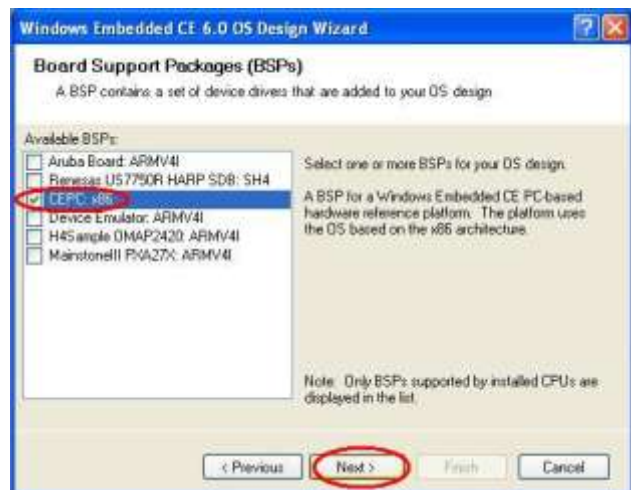 Windows Embedded CE 6.0 OS Design Wizard
Board Support Packages (BSPs)
A BSP contains a set of device drivers that are added to your OS design
Available BSPs:
Aruba Board: ARMV4I
Renesas US7750R HARP SDB: SH4
CEPC: x86
Device Emulator: ARMV4I
H4Sample OMAP2420: ARMV4I
MainstoneIII PXA27X: ARMV4I
Select one or more BSPs for your OS design.
A BSP for a Windows Embedded CE PC-based
hardware reference platform. The platform uses
the OS based on the x86 architecture.
Note: Only BSPs supported by installed CPUs are
displayed in the list.
< Previous
Next >
Finish
Cancel